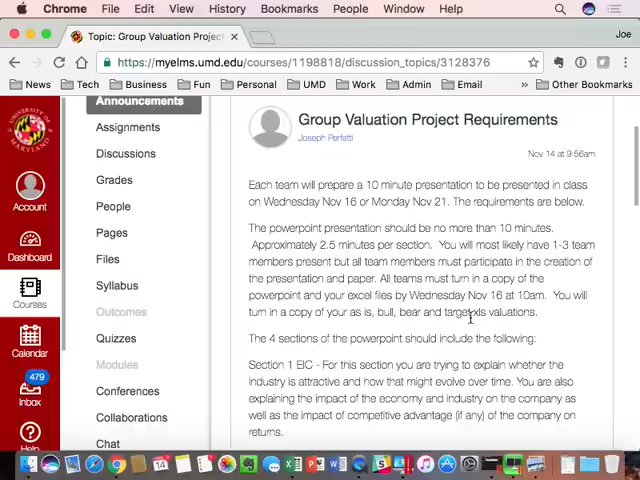 Chrome File Edit View History Bookmarks People Window Help
Topic: Group Valuation Project
Joe
https://myelms.umd.edu/courses/1198818/discussion_topics/3128376
News Tech Business Fun Personal UMD Work Admin Email » Other Bookmarks
UNIVERSITY OF MARYLAND
Account
Dashboard
Courses
Calendar
479
Inbox
Help
Announcements
Assignments
Discussions
Grades
People
Pages
Files
Syllabus
Outcomes
Quizzes
Modules
Conferences
Collaborations
Chat
Group Valuation Project Requirements
Joseph Perfetti
Nov 14 at 9:56am
Each team will prepare a 10 minute presentation to be presented in class
on Wednesday Nov 16 or Monday Nov 21. The requirements are below.
The powerpoint presentation should be no more than 10 minutes.
Approximately 2.5 minutes per section. You will most likely have 1-3 team
members present but all team members must participate in the creation of
the presentation and paper. All teams must turn in a copy of the
powerpoint and your excel files by Wednesday Nov 16 at 10am. You will
turn in a copy of your as is, bull, bear and target xls valuations.
The 4 sections of the powerpoint should include the following:
Section 1 EIC - For this section you are trying to explain whether the
industry is attractive and how that might evolve over time. You are also
explaining the impact of the economy and industry on the company as
well as the impact of competitive advantage (if any) of the company on
returns.